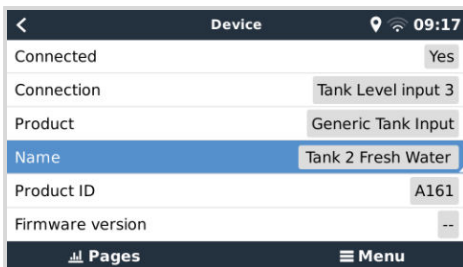 Device 09:17
Connected Yes
Connection Tank Level input 3
Product Generic Tank Input
Name Tank 2 Fresh Water
Product ID A161
Firmware version --
Pages Menu